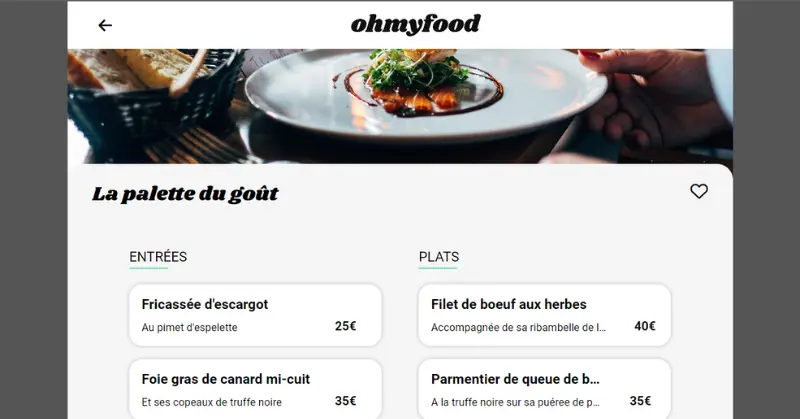 ohmyfood
La palette du goût
ENTRÉES
Fricassée d'escargot
Au pimet d'espelette
25€
Foie gras de canard mi-cuit
Et ses copeaux de truffe noire
35€
PLATS
Filet de boeuf aux herbes
Accompagnée de sa ribambelle de l...
40€
Parmentier de queue de b...
A la truffe noire sur sa puérée de p...
35€